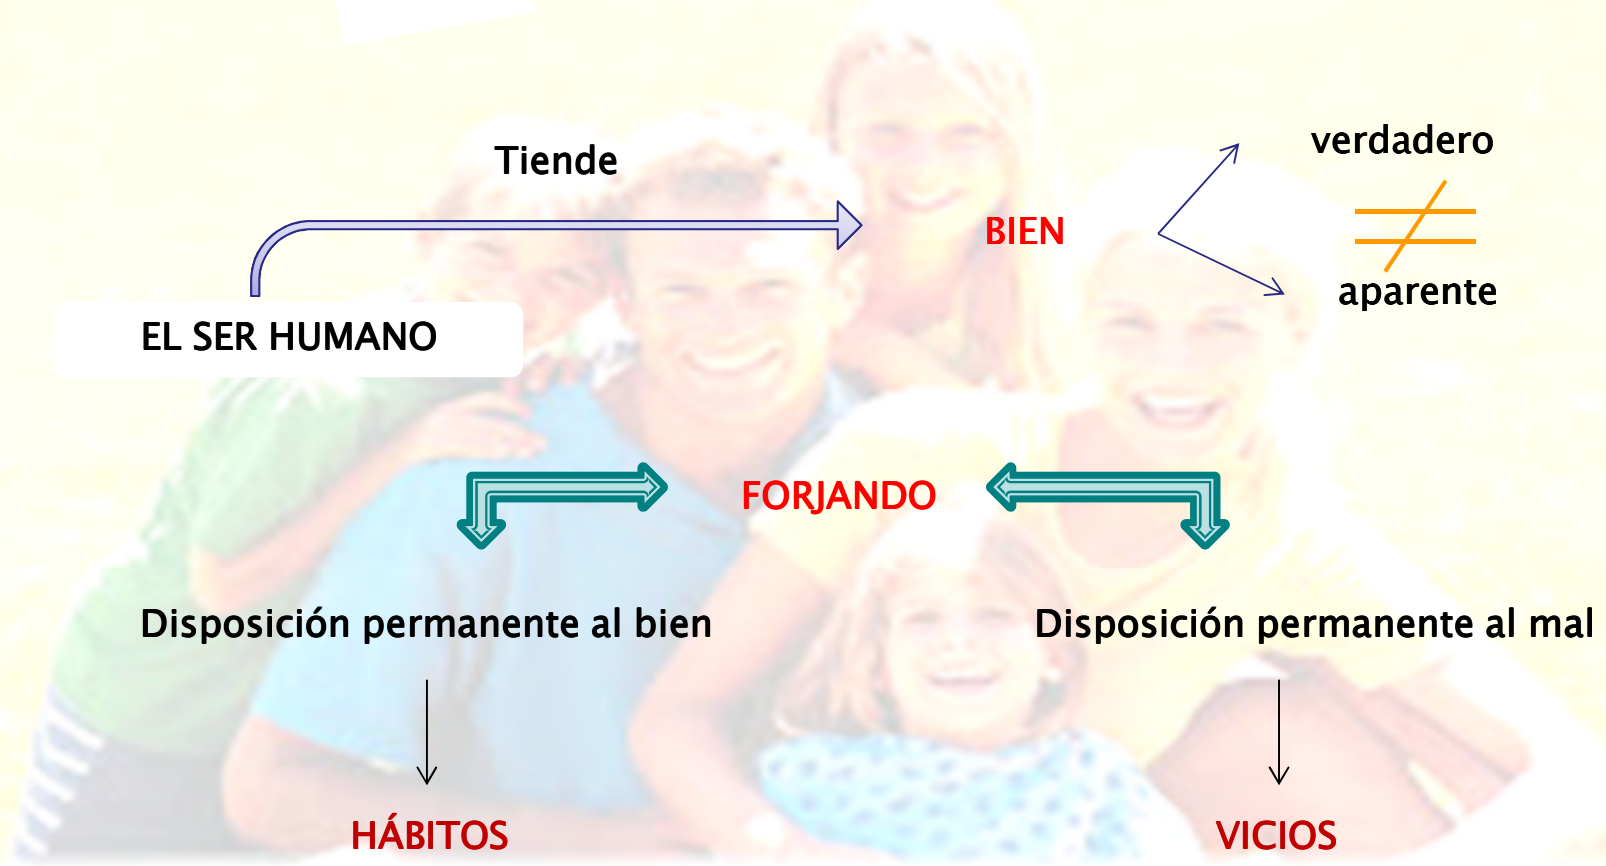 verdadero
Tiende
BIEN
aparente
EL SER HUMANO
FORJANDO
Disposición permanente al bien
Disposición permanente al mal
HÁBITOS
VICIOS